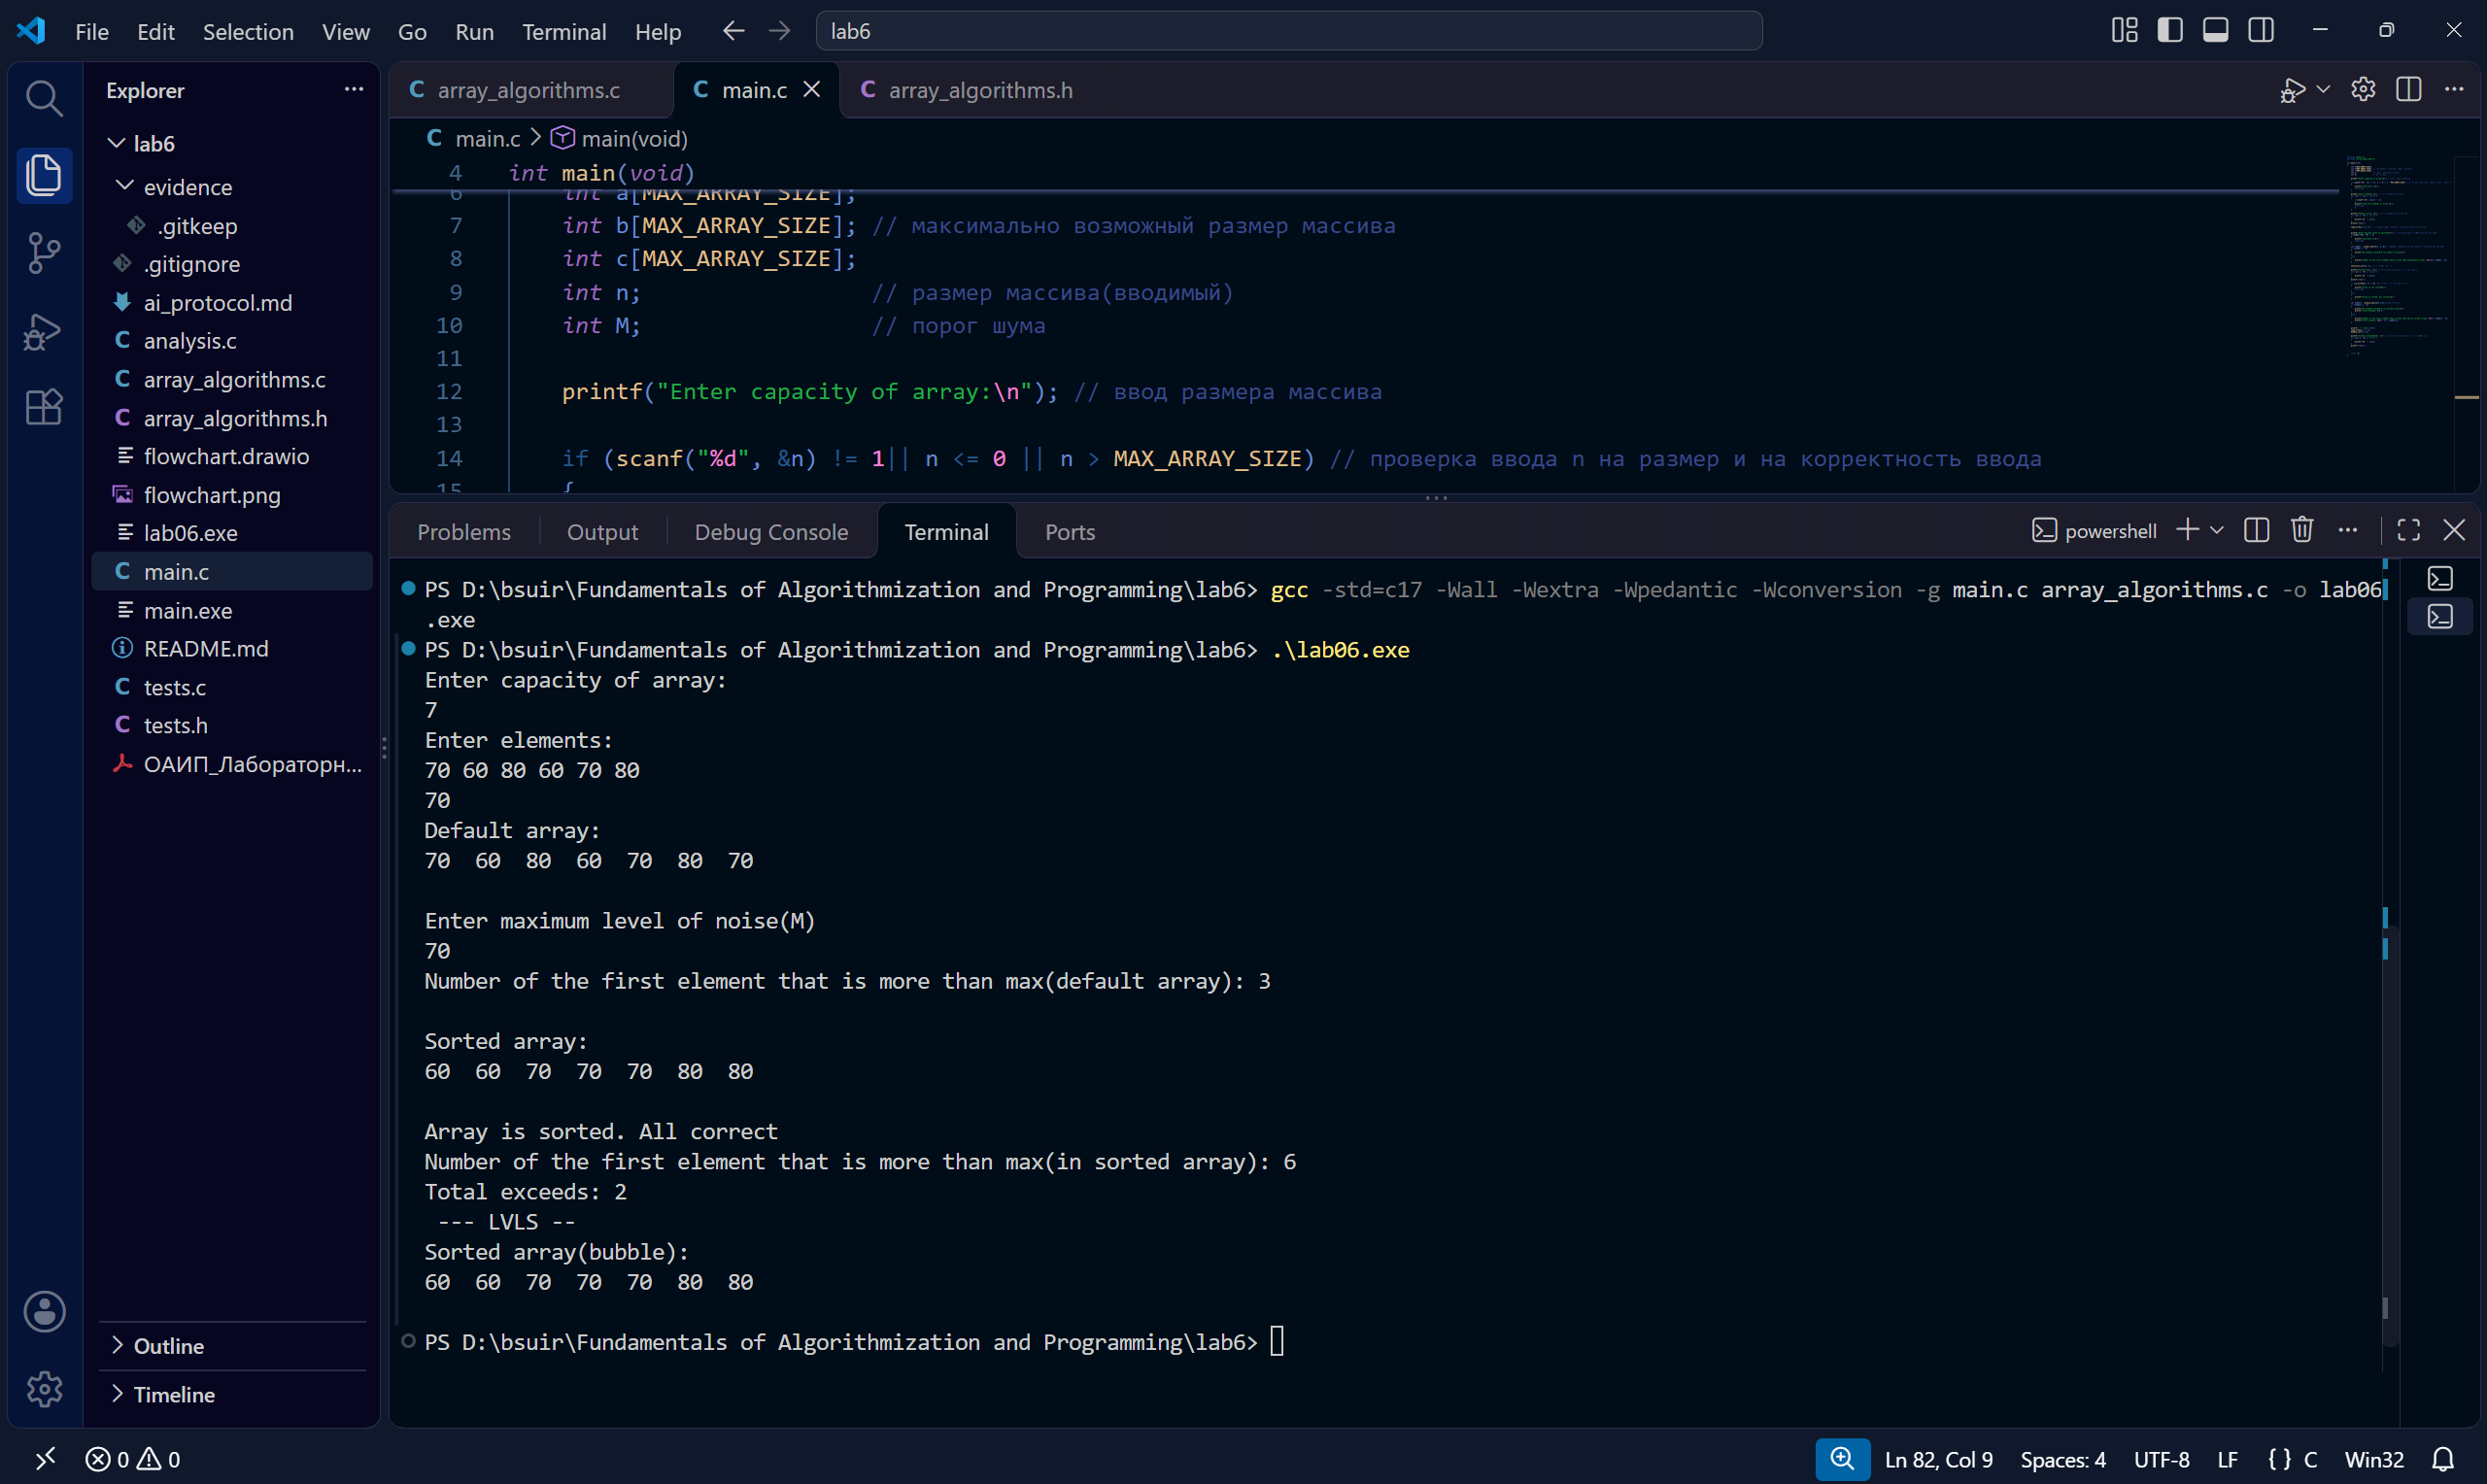 File Edit Selection View Go Run Terminal Help
lab6
Explorer
lab6
evidence
.gitkeep
.gitignore
ai_protocol.md
analysis.c
array_algorithms.c
array_algorithms.h
flowchart.drawio
flowchart.png
lab06.exe
main.c
main.exe
README.md
tests.c
tests.h
ОАИП_Лабораторн...
Outline
Timeline
array_algorithms.c
main.c
array_algorithms.h
main.c > main(void)
4 int main(void)
6 int a[MAX_ARRAY_SIZE];
7 int b[MAX_ARRAY_SIZE]; // максимально возможный размер массива
8 int c[MAX_ARRAY_SIZE];
9 int n; // размер массива(вводимый)
10 int M; // порог шума
11
12 printf("Enter capacity of array:\n"); // ввод размера массива
13
14 if (scanf("%d", &n) != 1|| n <= 0 || n > MAX_ARRAY_SIZE) // проверка ввода n на размер и на корректность ввода
15 {
Problems Output Debug Console Terminal Ports
powershell
PS D:\bsuir\Fundamentals of Algorithmization and Programming\lab6> gcc -std=c17 -Wall -Wextra -Wpedantic -Wconversion -g main.c array_algorithms.c -o lab06
.exe
PS D:\bsuir\Fundamentals of Algorithmization and Programming\lab6> .\lab06.exe
Enter capacity of array:
7
Enter elements:
70 60 80 60 70 80
70
Default array:
70 60 80 60 70 80 70
Enter maximum level of noise(M)
70
Number of the first element that is more than max(default array): 3
Sorted array:
60 60 70 70 70 80 80
Array is sorted. All correct
Number of the first element that is more than max(in sorted array): 6
Total exceeds: 2
--- LVLS --
Sorted array(bubble):
60 60 70 70 70 80 80
PS D:\bsuir\Fundamentals of Algorithmization and Programming\lab6>
0 0
Ln 82, Col 9 Spaces: 4 UTF-8 LF {} C Win32